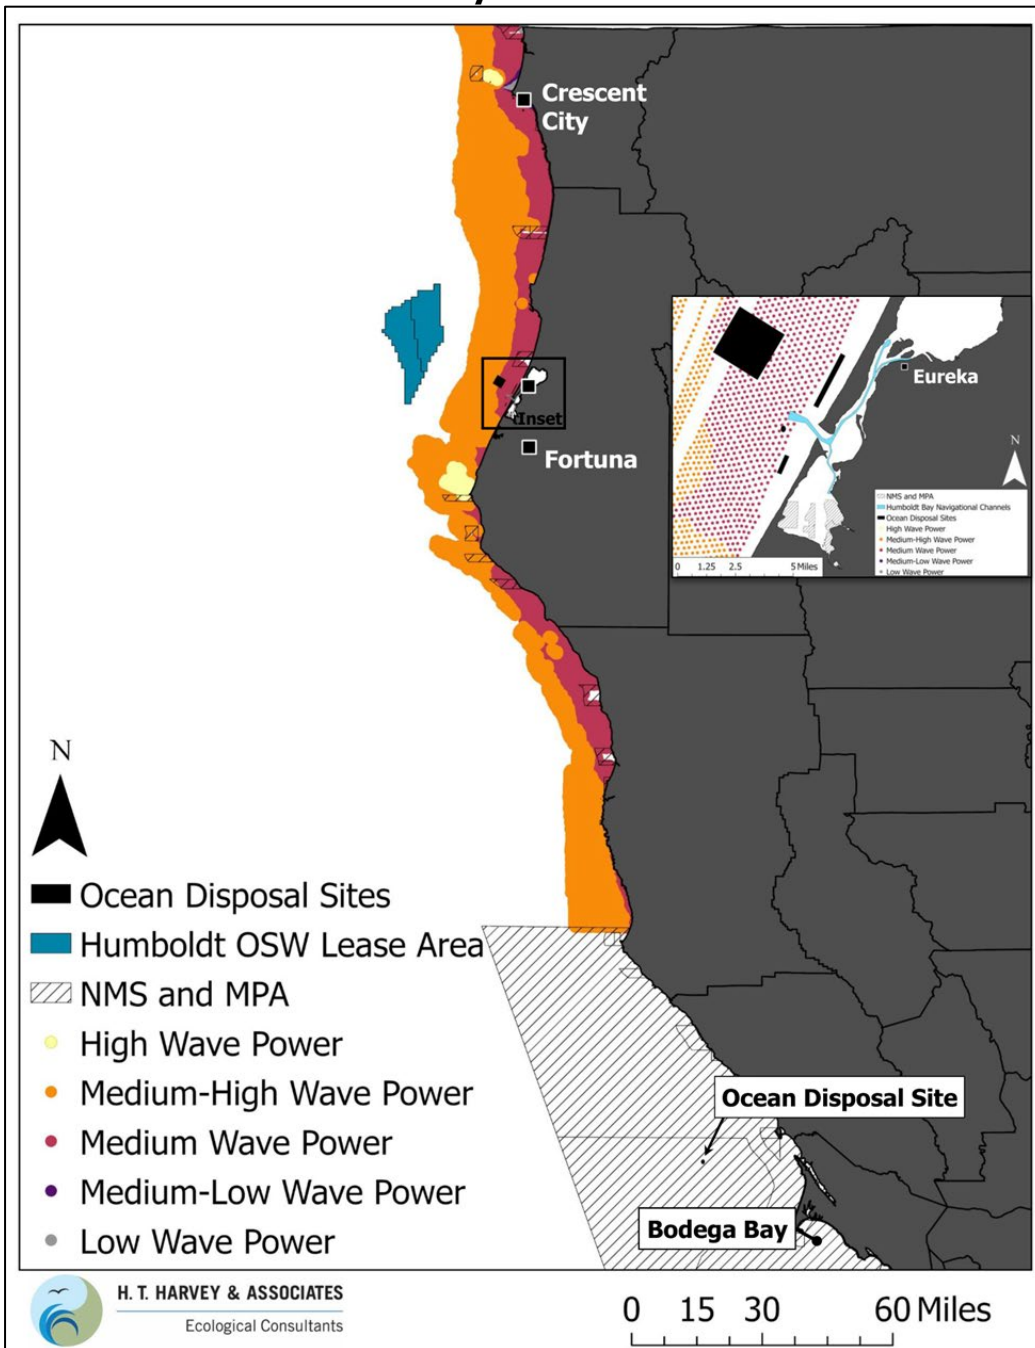 Crescent
City
Inset
Fortuna
Eureka
N
NMS and MPA
Humboldt Bay Navigational Channels
Ocean Disposal Sites
High Wave Power
Medium-High Wave Power
Medium Wave Power
Medium-Low Wave Power
Low Wave Power
0 1.25 2.5 5 Miles
N
Ocean Disposal Sites
Humboldt OSW Lease Area
NMS and MPA
High Wave Power
Medium-High Wave Power
Medium Wave Power
Medium-Low Wave Power
Low Wave Power
Ocean Disposal Site
Bodega Bay
H. T. HARVEY & ASSOCIATES
Ecological Consultants
0 15 30 60 Miles